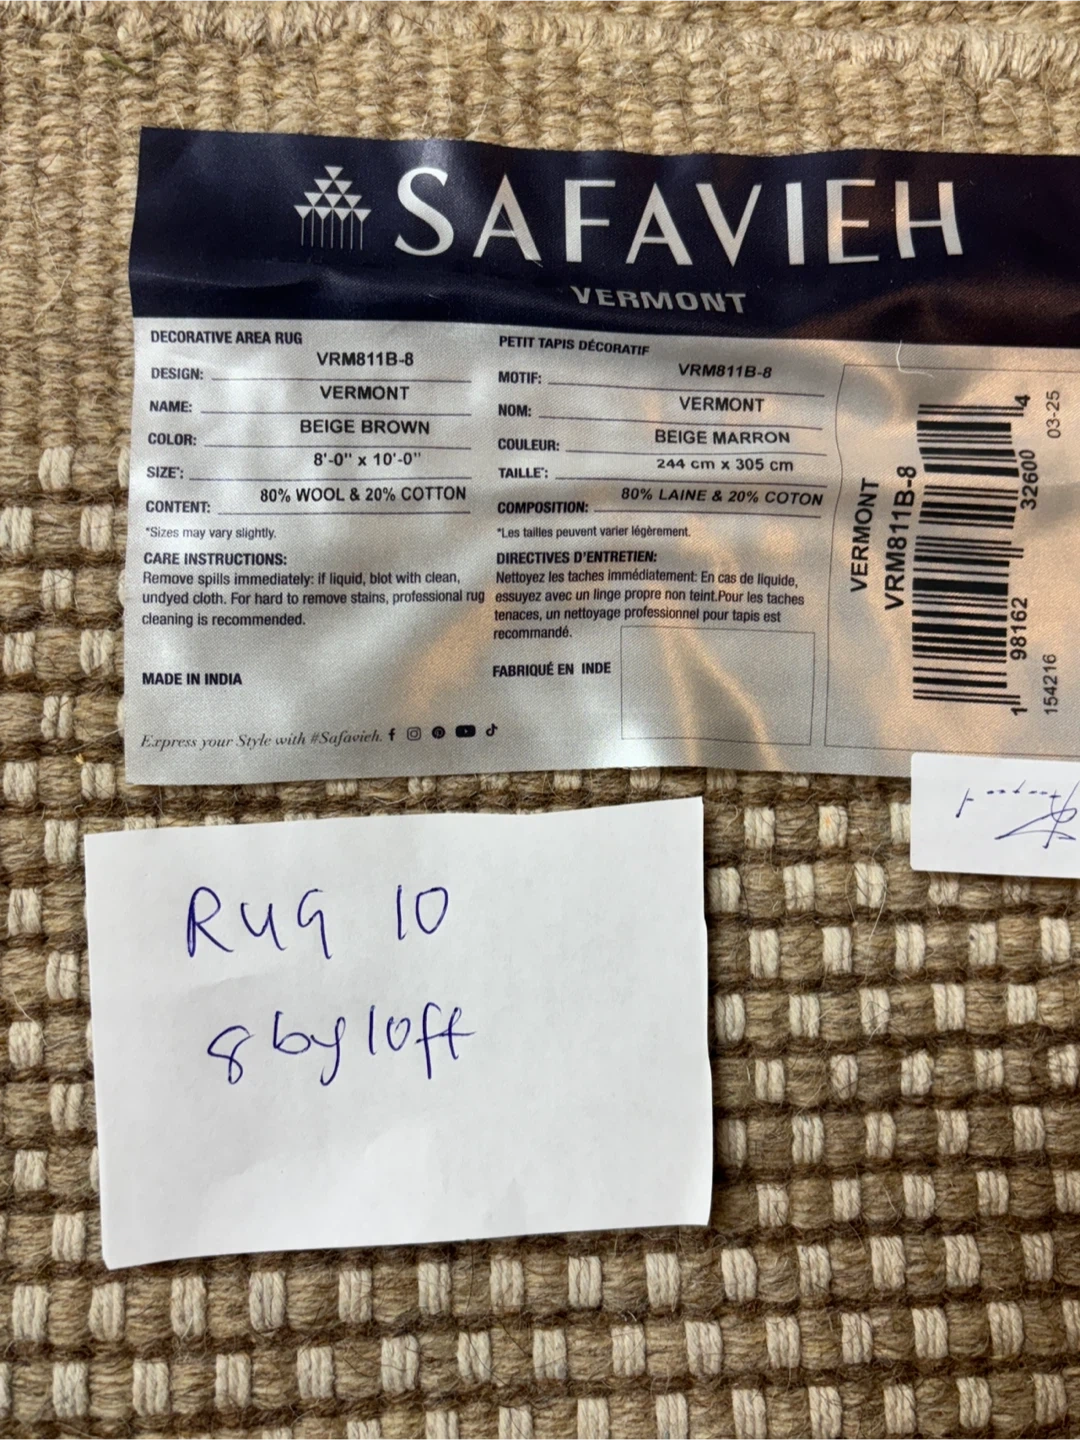 SAFAVIEH
VERMONT
DECORATIVE AREA RUG
DESIGN: VRM811B-8
NAME: VERMONT
COLOR: BEIGE BROWN
SIZE*: 8'-0" x 10'-0"
CONTENT: 80% WOOL & 20% COTTON
*Sizes may vary slightly.
CARE INSTRUCTIONS:
Remove spills immediately: if liquid, blot with clean,
undyed cloth. For hard to remove stains, professional rug
cleaning is recommended.
MADE IN INDIA
Express your Style with #Safavieh.
PETIT TAPIS DÉCORATIF
MOTIF: VRM811B-8
NOM: VERMONT
COULEUR: BEIGE MARRON
TAILLE*: 244 cm x 305 cm
COMPOSITION: 80% LAINE & 20% COTON
*Les tailles peuvent varier légèrement.
DIRECTIVES D'ENTRETIEN:
Nettoyez les taches immédiatement: En cas de liquide,
essuyez avec un linge propre non teint.Pour les taches
tenaces, un nettoyage professionnel pour tapis est
recommandé.
FABRIQUÉ EN INDE
VERMONT
VRM811B-8
1 98162 32600 4
154216 03-25
RUG 10
8 by 10ft